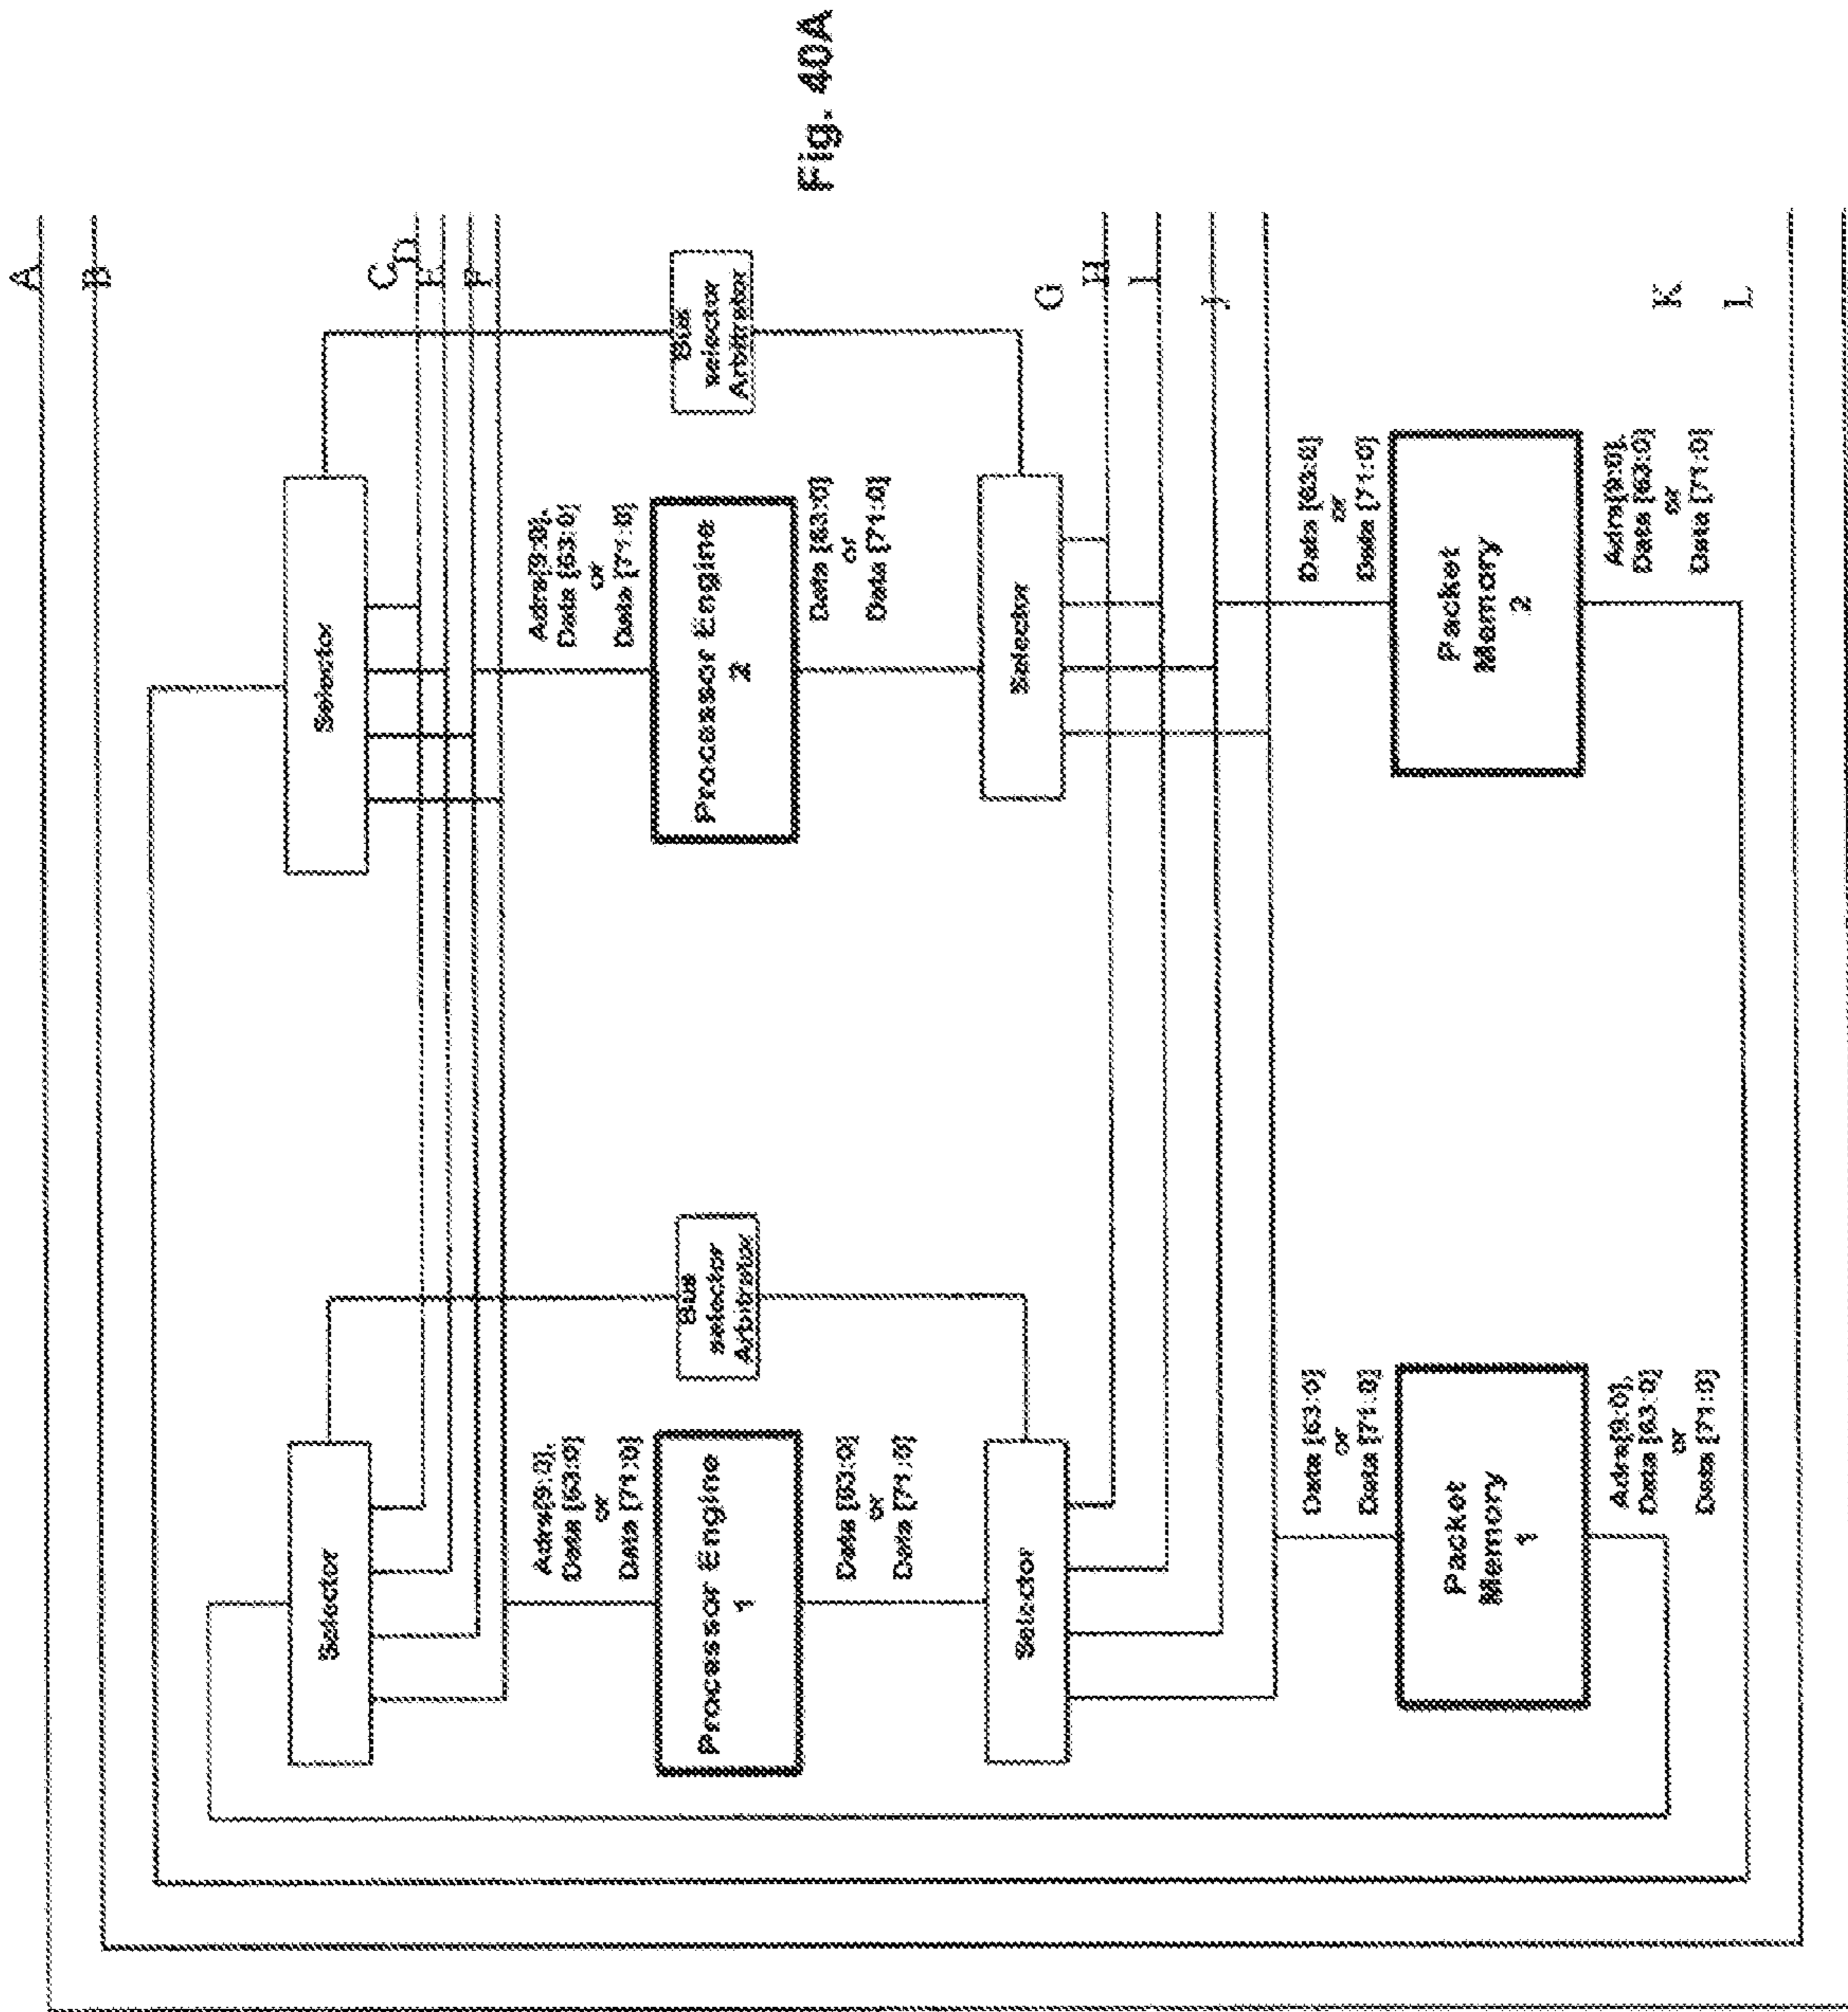 A
B
Selector
Selector
C
D
E
F
Adrs[9:0],
Data [63:0]
or
Data [71:0]
Adrs[9:0],
Data [63:0]
or
Data [71:0]
Processor Engine
1
Bus
selector
Arbitrator
Processor Engine
2
Bus
selector
Arbitrator
Fig. 40A
Data [63:0]
or
Data [71:0]
Data [63:0]
or
Data [71:0]
Selector
Selector
G
H
I
J
Data [63:0]
or
Data [71:0]
Data [63:0]
or
Data [71:0]
Packet
Memory
1
Packet
Memory
2
Adrs[9:0],
Data [63:0]
or
Data [71:0]
Adrs[9:0],
Data [63:0]
or
Data [71:0]
K
L